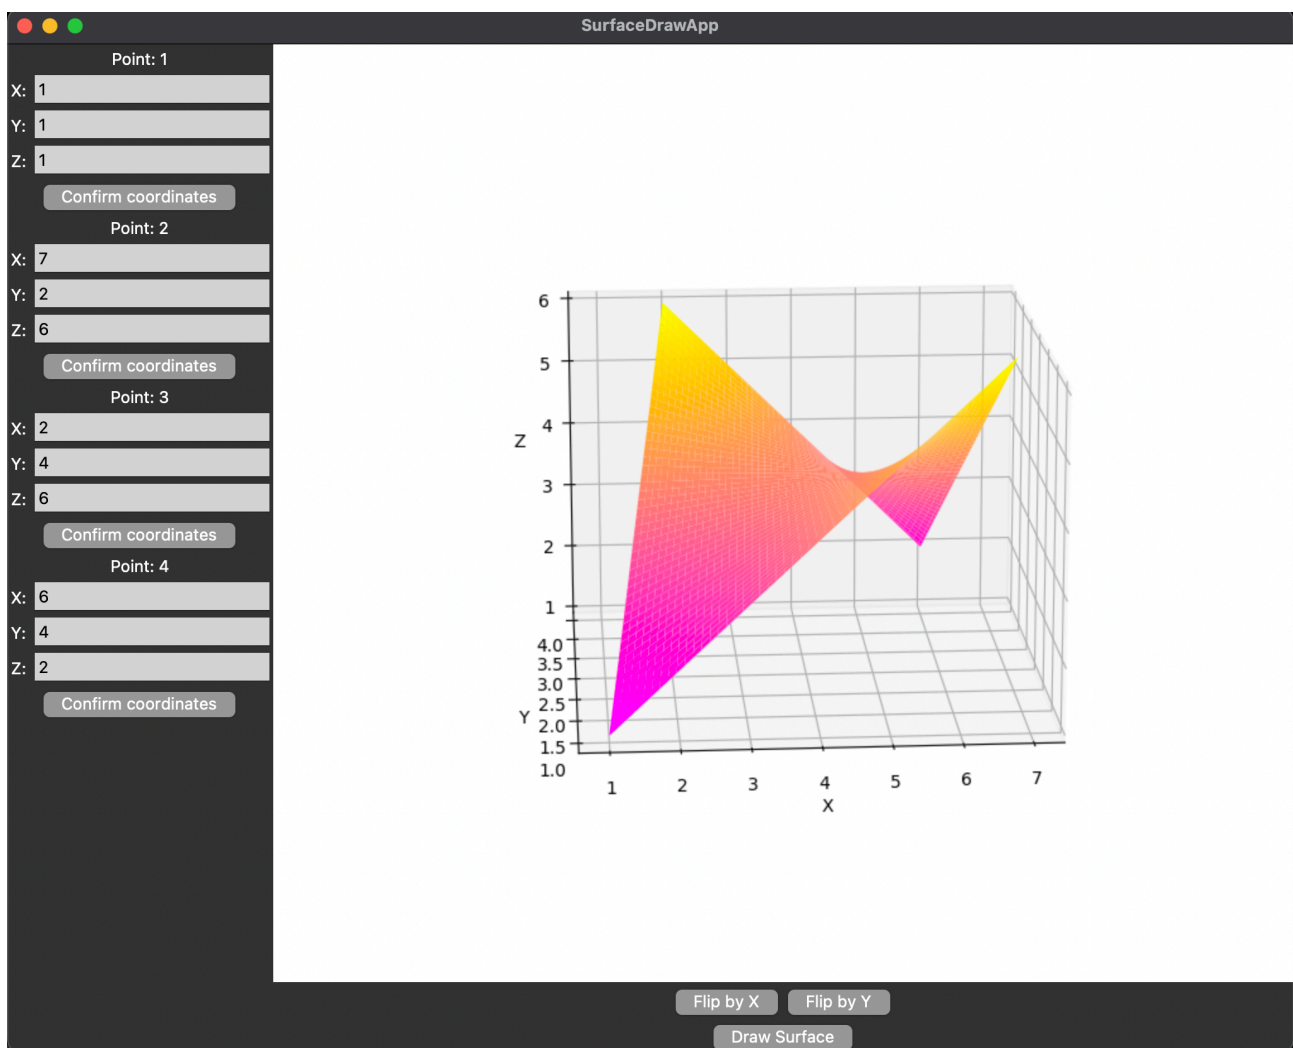 SurfaceDrawApp
Point: 1
X: 1
Y: 1
Z: 1
Confirm coordinates
Point: 2
X: 7
Y: 2
Z: 6
Confirm coordinates
Point: 3
X: 2
Y: 4
Z: 6
Confirm coordinates
Point: 4
X: 6
Y: 4
Z: 2
Confirm coordinates
6
5
4
Z
3
2
1
4.0
3.5
3.0
2.5
Y
2.0
1.5
1.0
1 2 3 4 5 6 7
X
Flip by X Flip by Y
Draw Surface